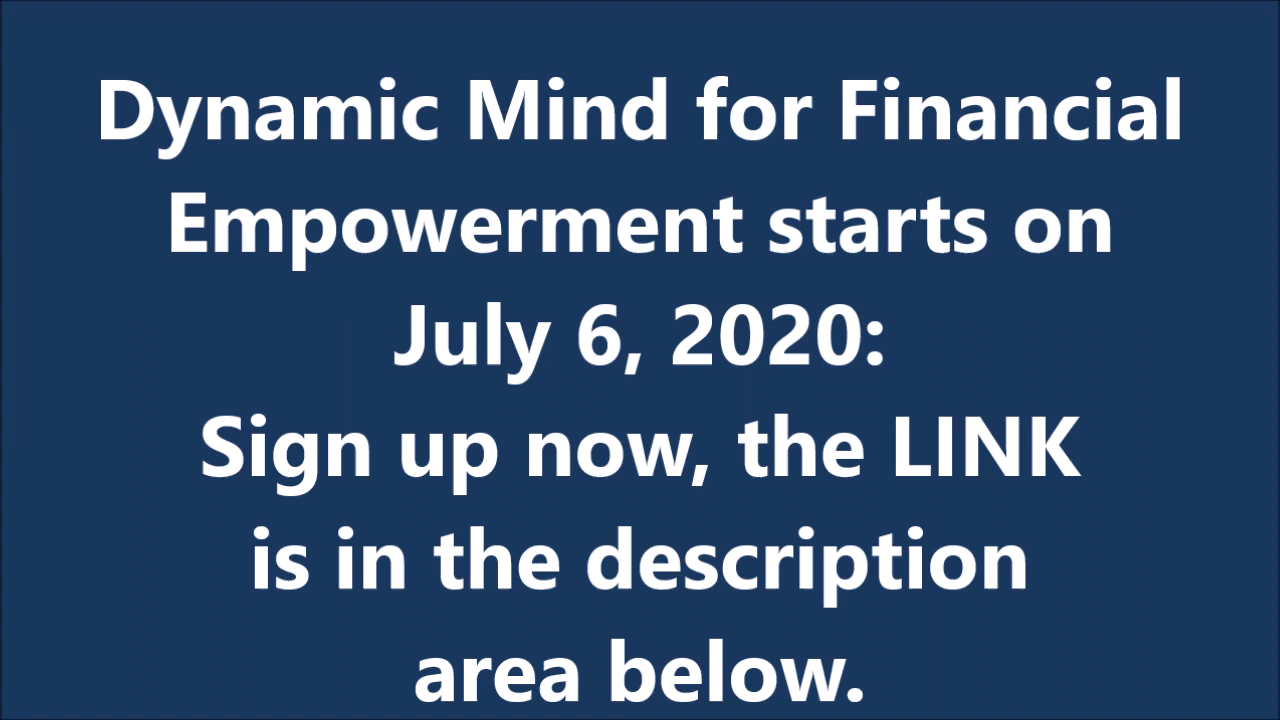 Dynamic Mind for Financial
Empowerment starts on
July 6, 2020:
Sign up now, the LINK
is in the description
area below.